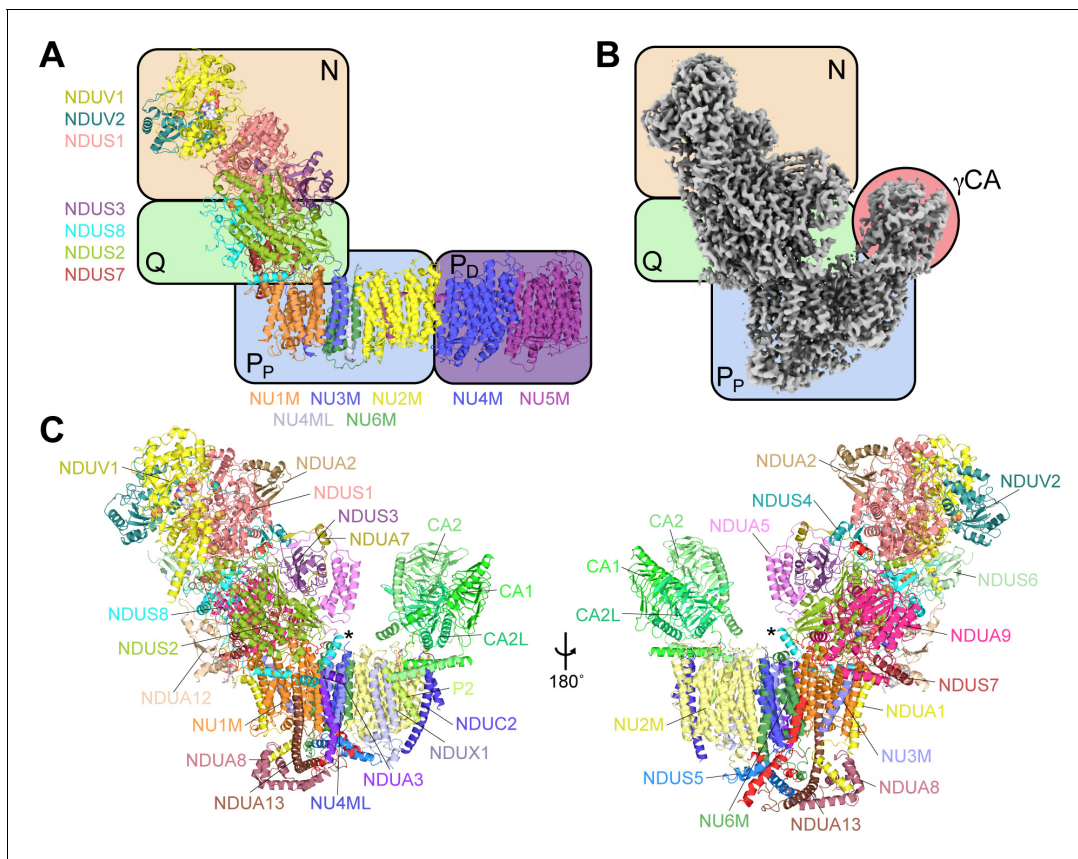 A
N
NDUV1
NDUV2
NDUS1
NDUS3
NDUS8
NDUS2
NDUS7
Q
PP
PD
NU1M NU3M NU2M NU4M NU5M
NU4ML NU6M
B
N
γCA
Q
PP
C
NDUV1
NDUA2
NDUS1
NDUS3
NDUA7
CA2
CA1
NDUS8
NDUS2
*
CA2L
NDUA12
P2
NU1M
NDUC2
NDUA8
NDUX1
NDUA3
NDUA13
NU4ML
180°
NDUA2
NDUS4
NDUV2
CA2
NDUA5
CA1
NDUS6
CA2L
*
NDUA9
NDUS7
NU2M
NDUA1
NU3M
NDUS5
NDUA8
NU6M
NDUA13